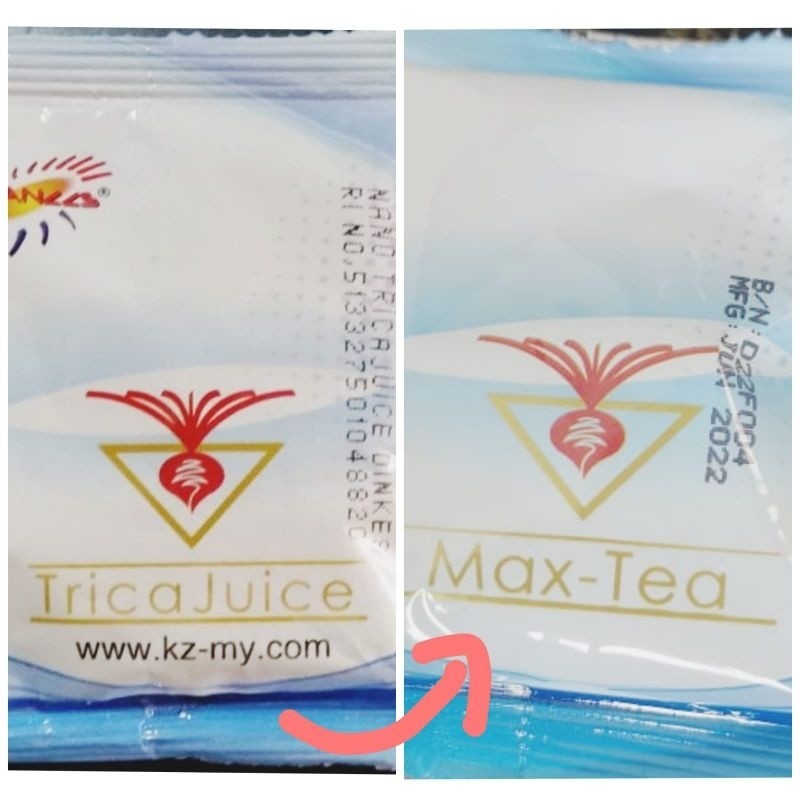 NANO TRICAJUICE DINKES
RI NO.513327501048820
TricaJuice
www.kz-my.com
B/N: D22F004
MFG: JUN 2022
Max-Tea